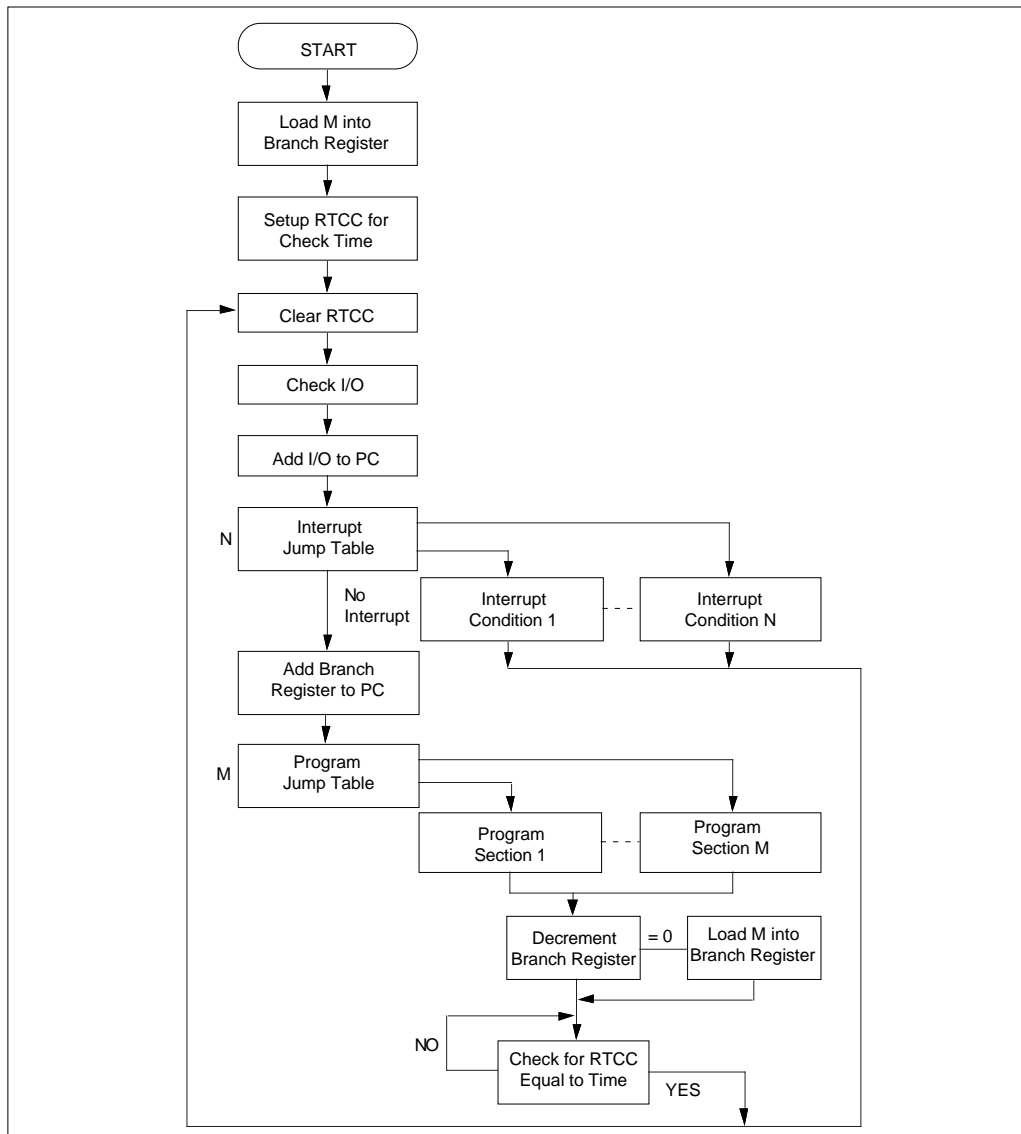 START
Load M into
Branch Register
Setup RTCC for
Check Time
Clear RTCC
Check I/O
Add I/O to PC
N
Interrupt
Jump Table
No
Interrupt
Interrupt
Condition 1
Interrupt
Condition N
Add Branch
Register to PC
M
Program
Jump Table
Program
Section 1
Program
Section M
Decrement
Branch Register
= 0
Load M into
Branch Register
NO
Check for RTCC
Equal to Time
YES